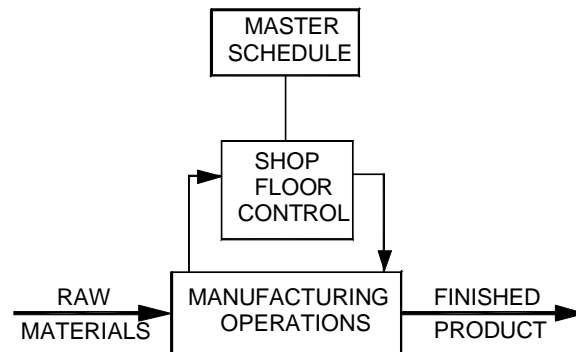 MASTER
SCHEDULE
SHOP
FLOOR
CONTROL
RAW
MATERIALS
MANUFACTURING
OPERATIONS
FINISHED
PRODUCT